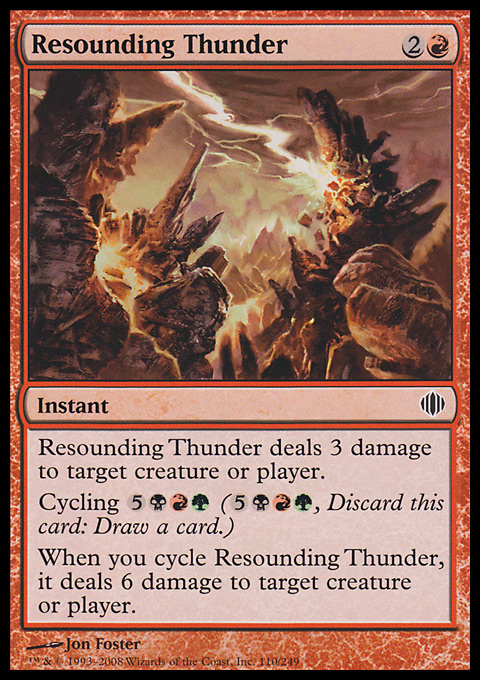 Resounding Thunder 2
Instant
Resounding Thunder deals 3 damage
to target creature or player.
Cycling 5 (5, Discard this
card: Draw a card.)
When you cycle Resounding Thunder,
it deals 6 damage to target creature
or player.
Jon Foster
™ & © 1993–2008 Wizards of the Coast, Inc. 110/249